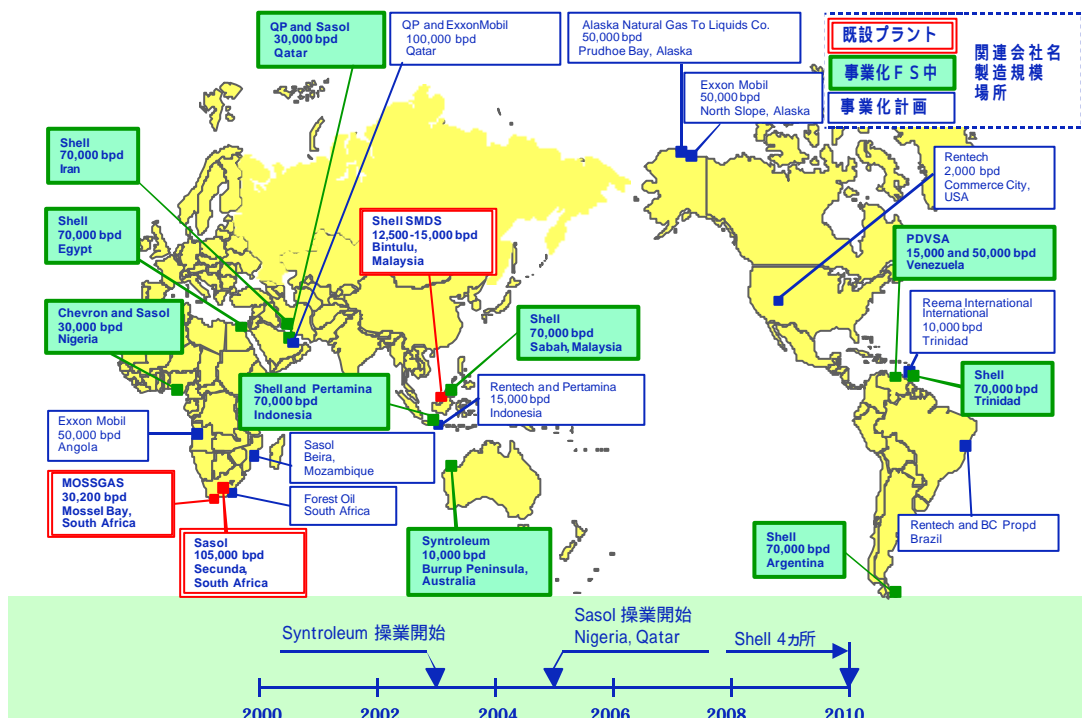 QP and Sasol
30,000 bpd
Qatar
QP and ExxonMobil
100,000 bpd
Qatar
Alaska Natural Gas To Liquids Co.
50,000 bpd
Prudhoe Bay, Alaska
Exxon Mobil
50,000 bpd
North Slope, Alaska
既設プラント
事業化FS中
事業化計画
関連会社名
製造規模
場所
Shell
70,000 bpd
Iran
Shell
70,000 bpd
Egypt
Chevron and Sasol
30,000 bpd
Nigeria
Shell SMDS
12,500-15,000 bpd
Bintulu,
Malaysia
Rentech
2,000 bpd
Commerce City,
USA
PDVSA
15,000 and 50,000 bpd
Venezuela
Reema International
International
10,000 bpd
Trinidad
Shell
70,000 bpd
Sabah, Malaysia
Shell
70,000 bpd
Trinidad
Shell and Pertamina
70,000 bpd
Indonesia
Rentech and Pertamina
15,000 bpd
Indonesia
Exxon Mobil
50,000 bpd
Angola
Sasol
Beira,
Mozambique
MOSSGAS
30,200 bpd
Mossel Bay,
South Africa
Forest Oil
South Africa
Sasol
105,000 bpd
Secunda,
South Africa
Syntroleum
10,000 bpd
Burrup Peninsula,
Australia
Shell
70,000 bpd
Argentina
Rentech and BC Propd
Brazil
Syntroleum 操業開始
Sasol 操業開始
Nigeria, Qatar
Shell 4ヵ所
2000 2002 2004 2006 2008 2010